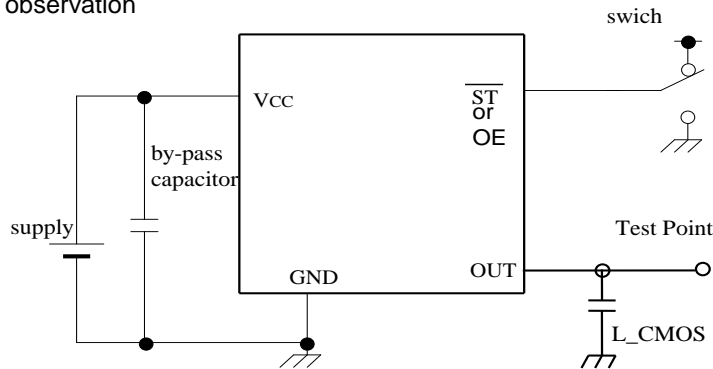 observation
swich
VCC
ST
or
OE
by-pass
capacitor
supply
Test Point
GND
OUT
L_CMOS